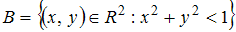 B = {(x, y) ∈ R² : x² + y² < 1}